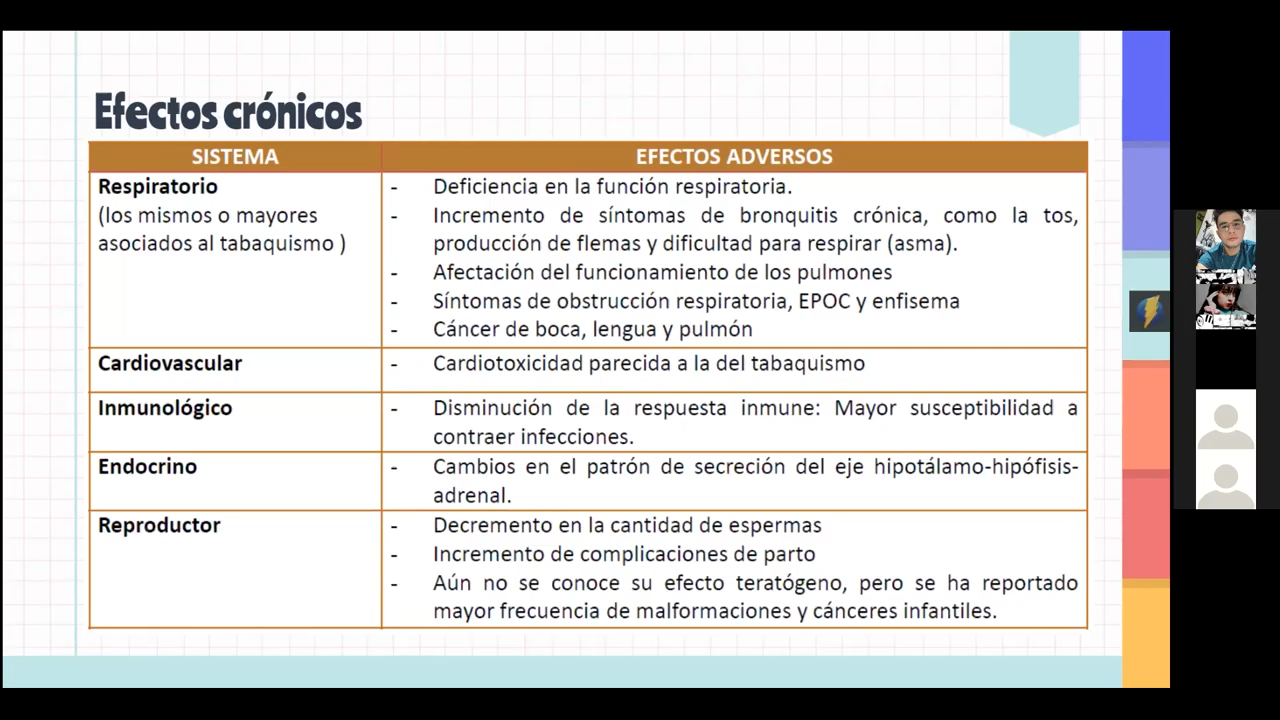 Efectos crónicos
SISTEMA
EFECTOS ADVERSOS
Respiratorio
(los mismos o mayores
asociados al tabaquismo )
- Deficiencia en la función respiratoria.
- Incremento de síntomas de bronquitis crónica, como la tos,
producción de flemas y dificultad para respirar (asma).
- Afectación del funcionamiento de los pulmones
- Síntomas de obstrucción respiratoria, EPOC y enfisema
- Cáncer de boca, lengua y pulmón
Cardiovascular
- Cardiotoxicidad parecida a la del tabaquismo
Inmunológico
- Disminución de la respuesta inmune: Mayor susceptibilidad a
contraer infecciones.
Endocrino
- Cambios en el patrón de secreción del eje hipotálamo-hipófisis-
adrenal.
Reproductor
- Decremento en la cantidad de espermas
- Incremento de complicaciones de parto
- Aún no se conoce su efecto teratógeno, pero se ha reportado
mayor frecuencia de malformaciones y cánceres infantiles.